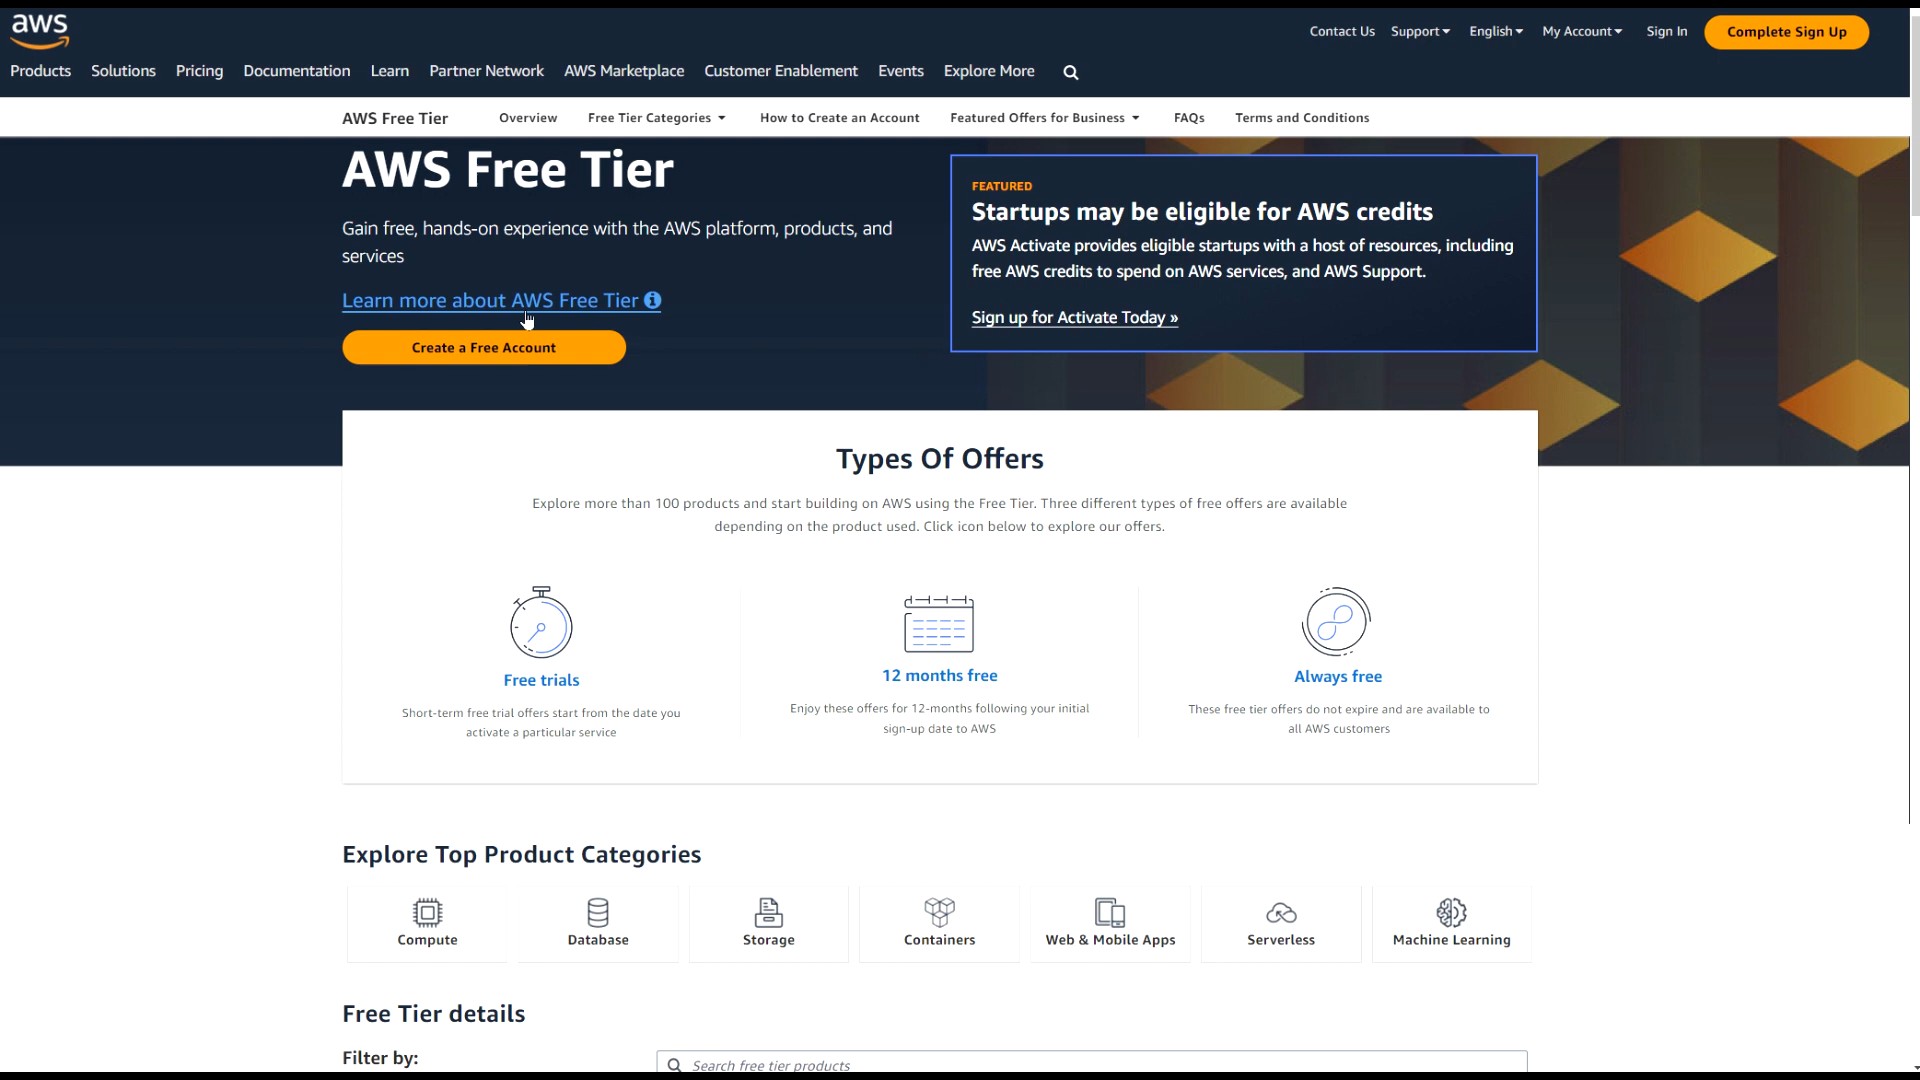 aws
Contact Us Support English My Account Sign In Complete Sign Up
Products Solutions Pricing Documentation Learn Partner Network AWS Marketplace Customer Enablement Events Explore More
AWS Free Tier Overview Free Tier Categories How to Create an Account Featured Offers for Business FAQs Terms and Conditions
AWS Free Tier
Gain free, hands-on experience with the AWS platform, products, and
services
Learn more about AWS Free Tier
Create a Free Account
FEATURED
Startups may be eligible for AWS credits
AWS Activate provides eligible startups with a host of resources, including
free AWS credits to spend on AWS services, and AWS Support.
Sign up for Activate Today »
Types Of Offers
Explore more than 100 products and start building on AWS using the Free Tier. Three different types of free offers are available
depending on the product used. Click icon below to explore our offers.
Free trials
Short-term free trial offers start from the date you
activate a particular service
12 months free
Enjoy these offers for 12-months following your initial
sign-up date to AWS
Always free
These free tier offers do not expire and are available to
all AWS customers
Explore Top Product Categories
Compute Database Storage Containers Web & Mobile Apps Serverless Machine Learning
Free Tier details
Filter by:
Search free tier products